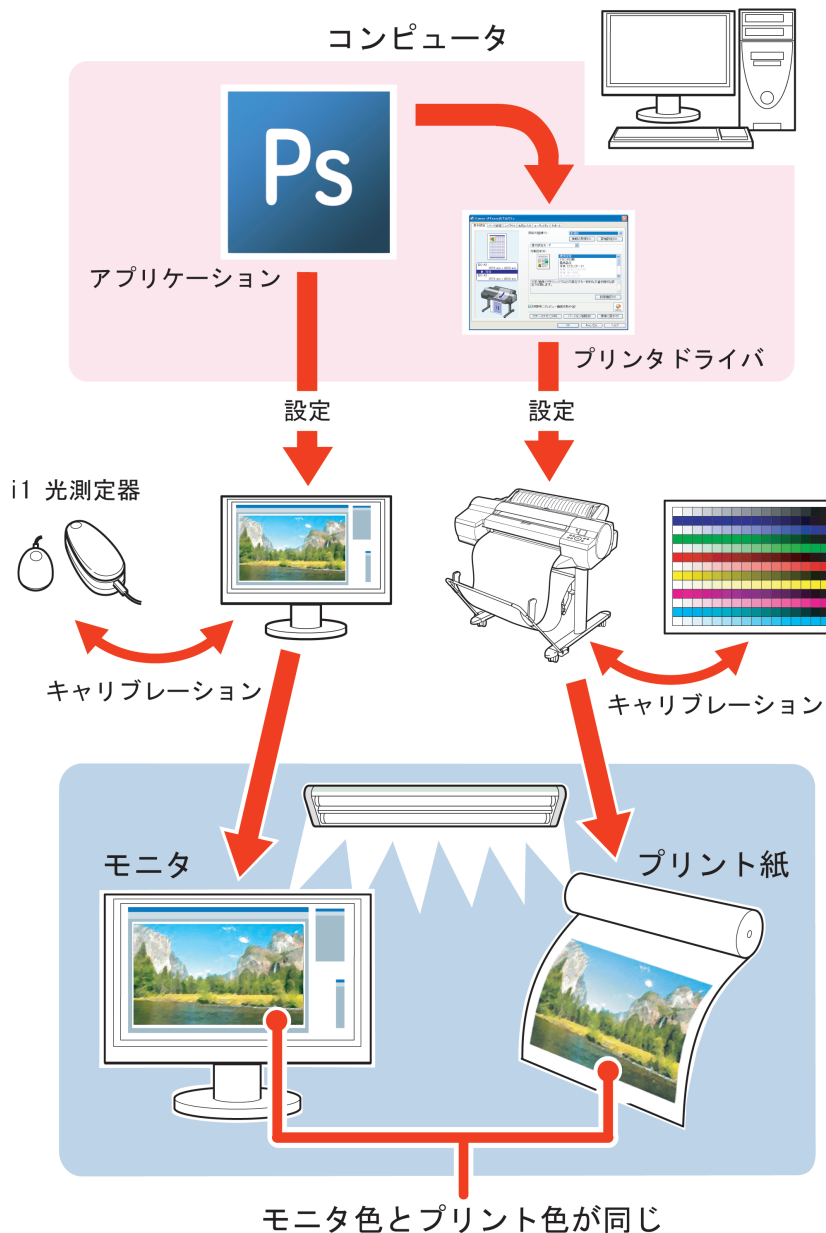 コンピュータ
Ps
アプリケーション
プリンタドライバ
設定
設定
i1 光測定器
キャリブレーション
キャリブレーション
モニタ
プリント紙
モニタ色とプリント色が同じ